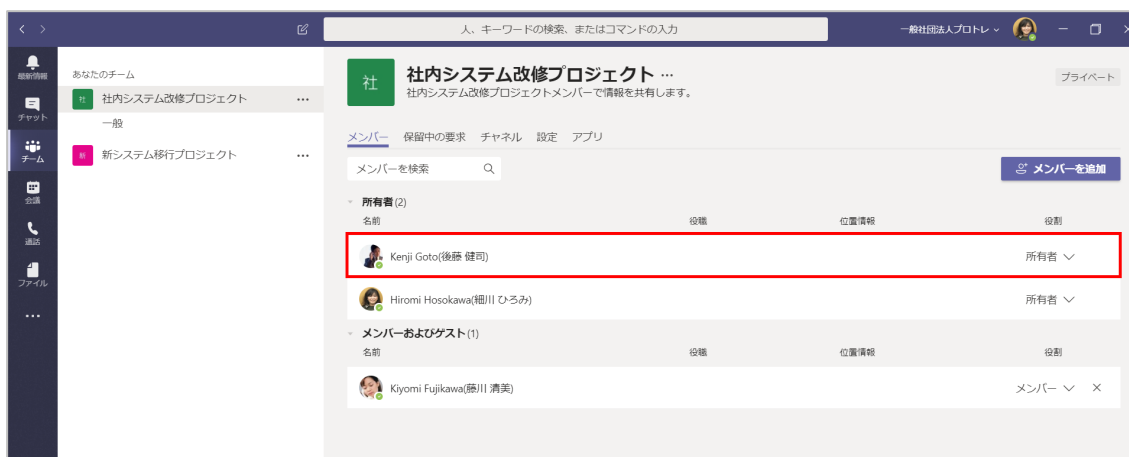 人、キーワードの検索、またはコマンドの入力
一般社団法人プロトレ
最新情報
チャット
チーム
会議
通話
ファイル
あなたのチーム
社 社内システム改修プロジェクト
一般
新 新システム移行プロジェクト
社
社内システム改修プロジェクト
社内システム改修プロジェクトメンバーで情報を共有します。
プライベート
メンバー 保留中の要求 チャネル 設定 アプリ
メンバーを検索
メンバーを追加
所有者(2)
名前 役職 位置情報 役割
Kenji Goto(後藤 健司) 所有者
Hiromi Hosokawa(細川 ひろみ) 所有者
メンバーおよびゲスト(1)
名前 役職 位置情報 役割
Kiyomi Fujikawa(藤川 清美) メンバー